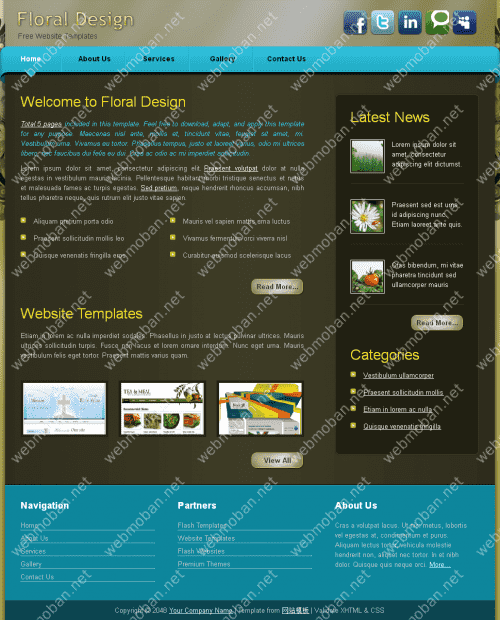 Floral Design
Free Website Templates
Home About Us Services Gallery Contact Us
Welcome to Floral Design
Total 5 pages included in this template. Feel free to download, adapt, and apply this template
for any purpose. Maecenas nisl ante, mattis et, tincidunt vitae, feugiat sit amet, mi.
Vestibulum urna. Vivamus eu tortor. Phasellus tempus, justo et laoreet varius, odio mi ultrices
libero, nec faucibus dui felis eu dui. Duis ac odio ac mi imperdiet sollicitudin.
Lorem ipsum dolor sit amet, consectetur adipiscing elit. Praesent volutpat dolor at nulla
egestas in vestibulum mauris lacinia. Pellentesque habitant morbi tristique senectus et netus
et malesuada fames ac turpis egestas. Sed pretium, neque hendrerit rhoncus accumsan, nibh
tellus pharetra neque, quis rutrum elit justo vitae sapien.
Aliquam pretium porta odio
Mauris vel sapien mattis urna luctus
Praesent sollicitudin mollis leo
Vivamus fermentum orci viverra nisl
Quisque venenatis fringilla eros
Curabitur euismod scelerisque lacus
Read More...
Website Templates
Etiam in lorem ac nulla imperdiet sodales. Phasellus in justo at lectus pulvinar ultrices. Mauris
ultrices sollicitudin turpis. Fusce non lacus et lorem ornare interdum. Nunc eget urna. Mauris
vestibulum felis eget tortor. Praesent mattis varius quam.
TEA to MEAL
View All
Latest News
Lorem ipsum dolor sit
amet, consectetur
adipiscing elit dictumst.
Praesent sed est urna,
id adipiscing nunc.
Etiam laoreet ante quis.
Cras bibendum, mi vitae
pharetra tincidunt sed
ullamcorper mauris
Read More...
Categories
Vestibulum ullamcorper
Praesent sollicitudin mollis
Etiam in lorem ac nulla
Quisque venenatis fringilla
Navigation
Home
About Us
Services
Gallery
Contact Us
Partners
Flash Templates
Website Templates
Flash Websites
Premium Themes
About Us
Cras a volutpat lacus. Ut nisl metus, lobortis
vel egestas at, condimentum et purus.
Aliquam lectus tortor, vehicula molestie
hendrerit non, aliquet nec tortor. In et nibh
dolor. Quisque quis neque orci. More...
Copyright © 2048 Your Company Name | Template from 网站模板 | Validate XHTML & CSS
webmoban.net